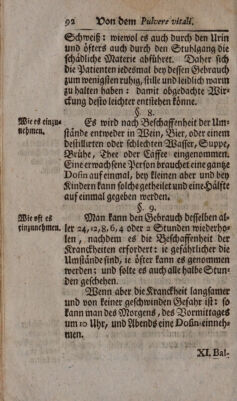 92 Von dem Pulvere vitali.
Schweiß: wiewol es auch durch den Urin
und öfters auch durch den Stuhlgang die
schädliche Materie abführet. Daher sich
die Patienten iedesmal bey dessen Gebrauch
zum wenigsten ruhig, stille und leidlich warm
zu halten haben: damit obgedachte Wir-
ckung desto leichter entstehen könne.
§. 8.
Wie es einzu-
nehmen.
Es wird nach Beschaffenheit der Um-
stände entweder in Wein, Bier, oder einem
destillirten oder schlechten Wasser, Suppe,
Brühe, Thee oder Caffee eingenommen.
Eine erwachsene Person brauchet eine gantze
Dosin auf einmal, bey kleinen aber und bey
Kindern kann solche getheilet und eine Hälfte
auf einmal gegeben werden.
§. 9.
Wie oft es
einzunehmen.
Man kann den Gebrauch desselben al-
ler 24, 12, 8, 6, 4 oder 2 Stunden wiederho-
len, nachdem es die Beschaffenheit der
Kranckheiten erfordert: ie gefährlicher die
Umstände sind, ie öfter kann es genommen
werden; und solte es auch alle halbe Stun-
den geschehen.
Wenn aber die Kranckheit langsamer
und von keiner geschwinden Gefahr ist: so
kann man des Morgens, des Vormittages
um 10 Uhr, und Abends eine Dosin einneh-
men.
XI. Bal-